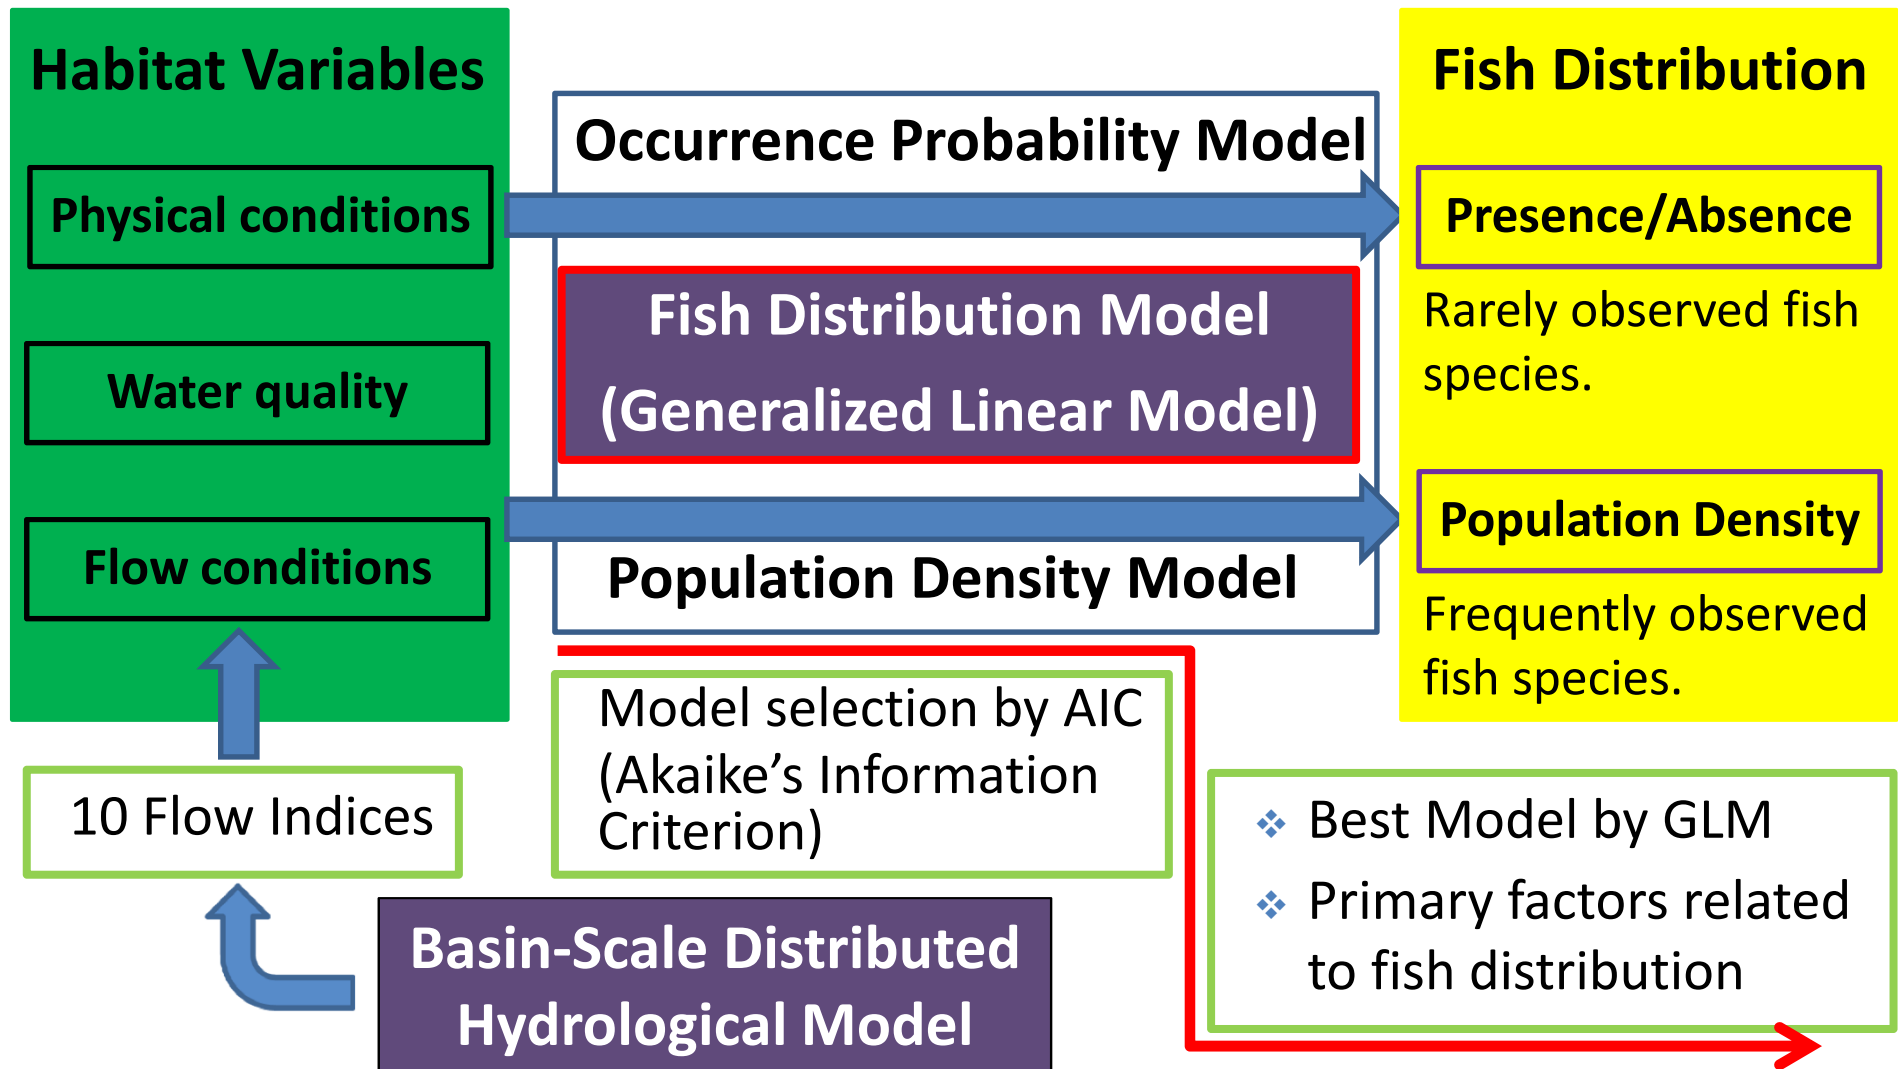 Habitat Variables
Physical conditions
Water quality
Flow conditions
10 Flow Indices
Basin-Scale Distributed
Hydrological Model
Occurrence Probability Model
Fish Distribution Model
(Generalized Linear Model)
Population Density Model
Model selection by AIC
(Akaike’s Information
Criterion)
Fish Distribution
Presence/Absence
Rarely observed fish
species.
Population Density
Frequently observed
fish species.
Best Model by GLM
Primary factors related
to fish distribution